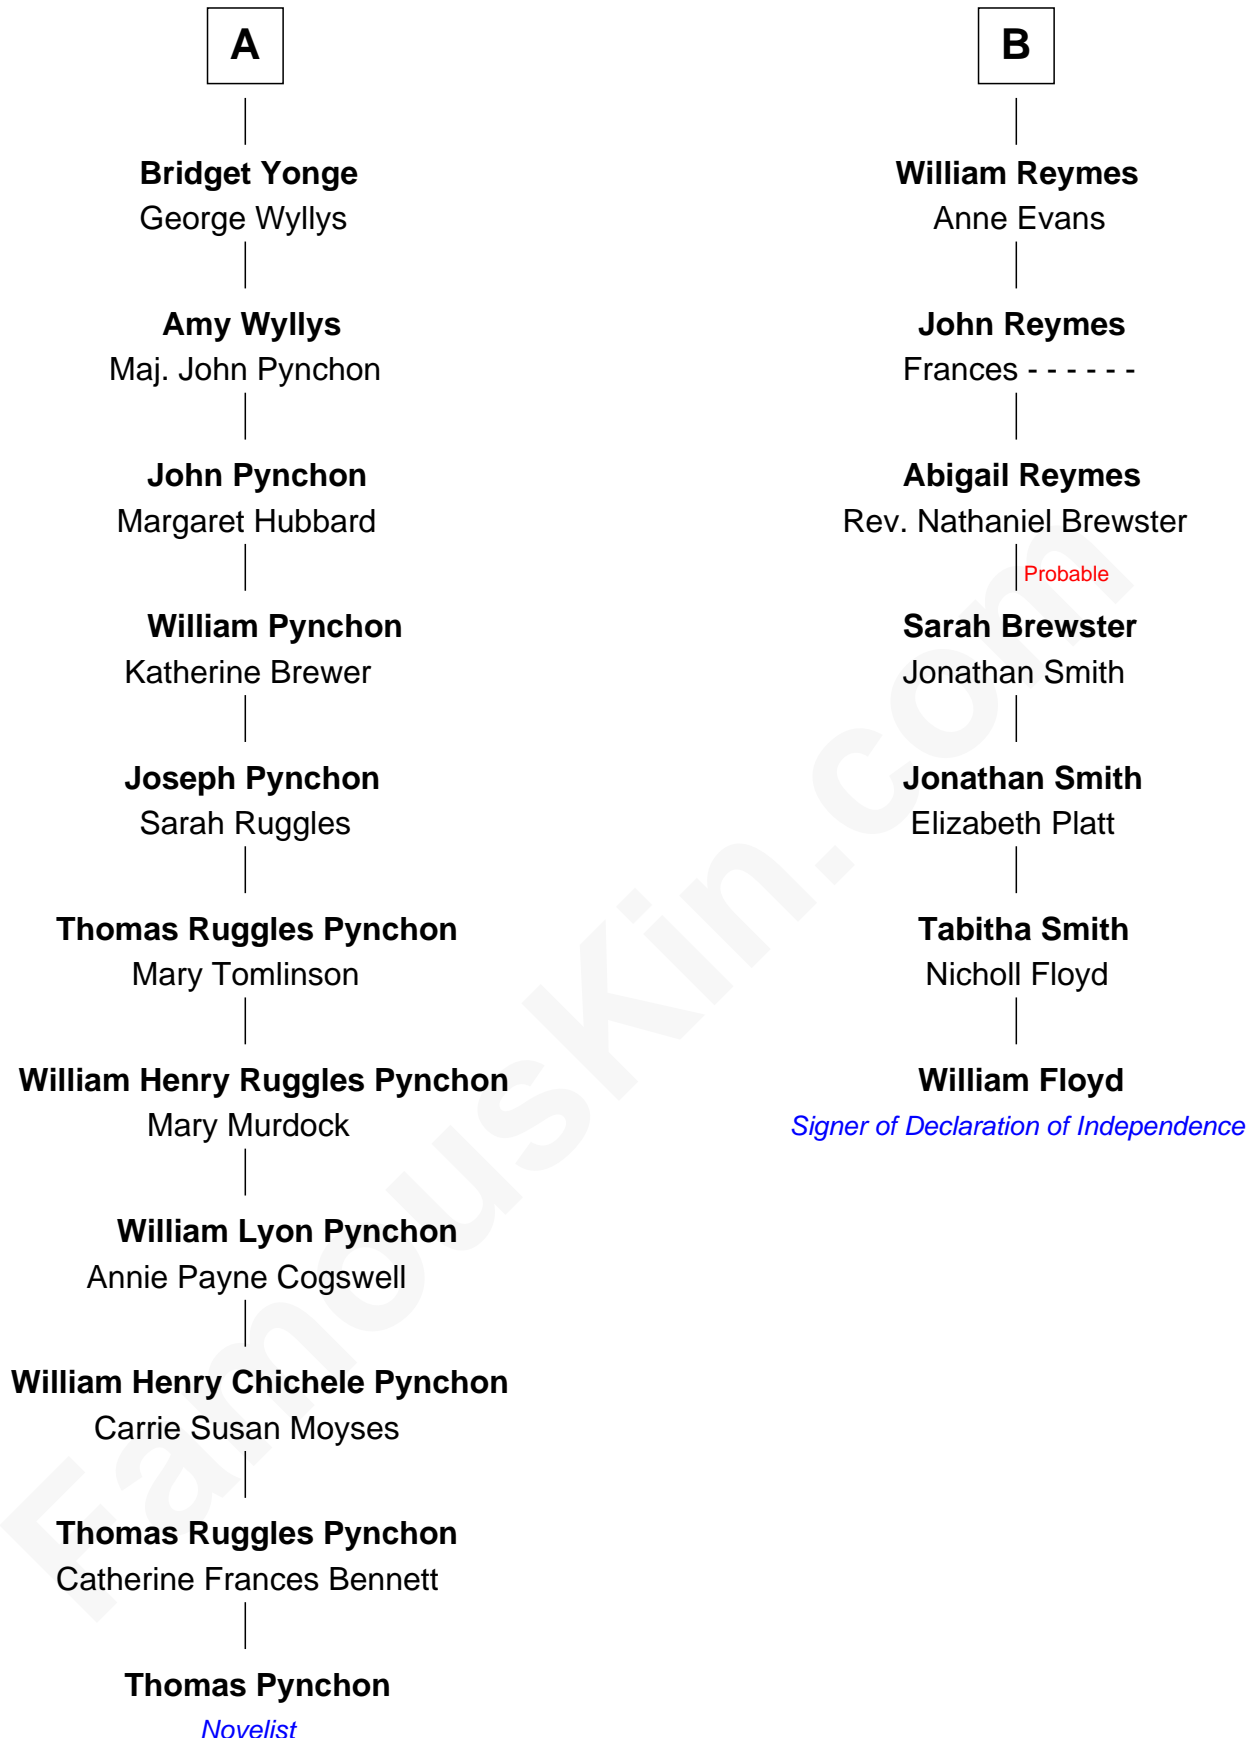 A
Bridget Yonge
George Wyllys
Amy Wyllys
Maj. John Pynchon
John Pynchon
Margaret Hubbard
William Pynchon
Katherine Brewer
Joseph Pynchon
Sarah Ruggles
Thomas Ruggles Pynchon
Mary Tomlinson
William Henry Ruggles Pynchon
Mary Murdock
William Lyon Pynchon
Annie Payne Cogswell
William Henry Chichele Pynchon
Carrie Susan Moyses
Thomas Ruggles Pynchon
Catherine Frances Bennett
Thomas Pynchon
Novelist
B
William Reymes
Anne Evans
John Reymes
Frances - - - - - -
Abigail Reymes
Rev. Nathaniel Brewster
Probable
Sarah Brewster
Jonathan Smith
Jonathan Smith
Elizabeth Platt
Tabitha Smith
Nicholl Floyd
William Floyd
Signer of Declaration of Independence
FamousKin.com